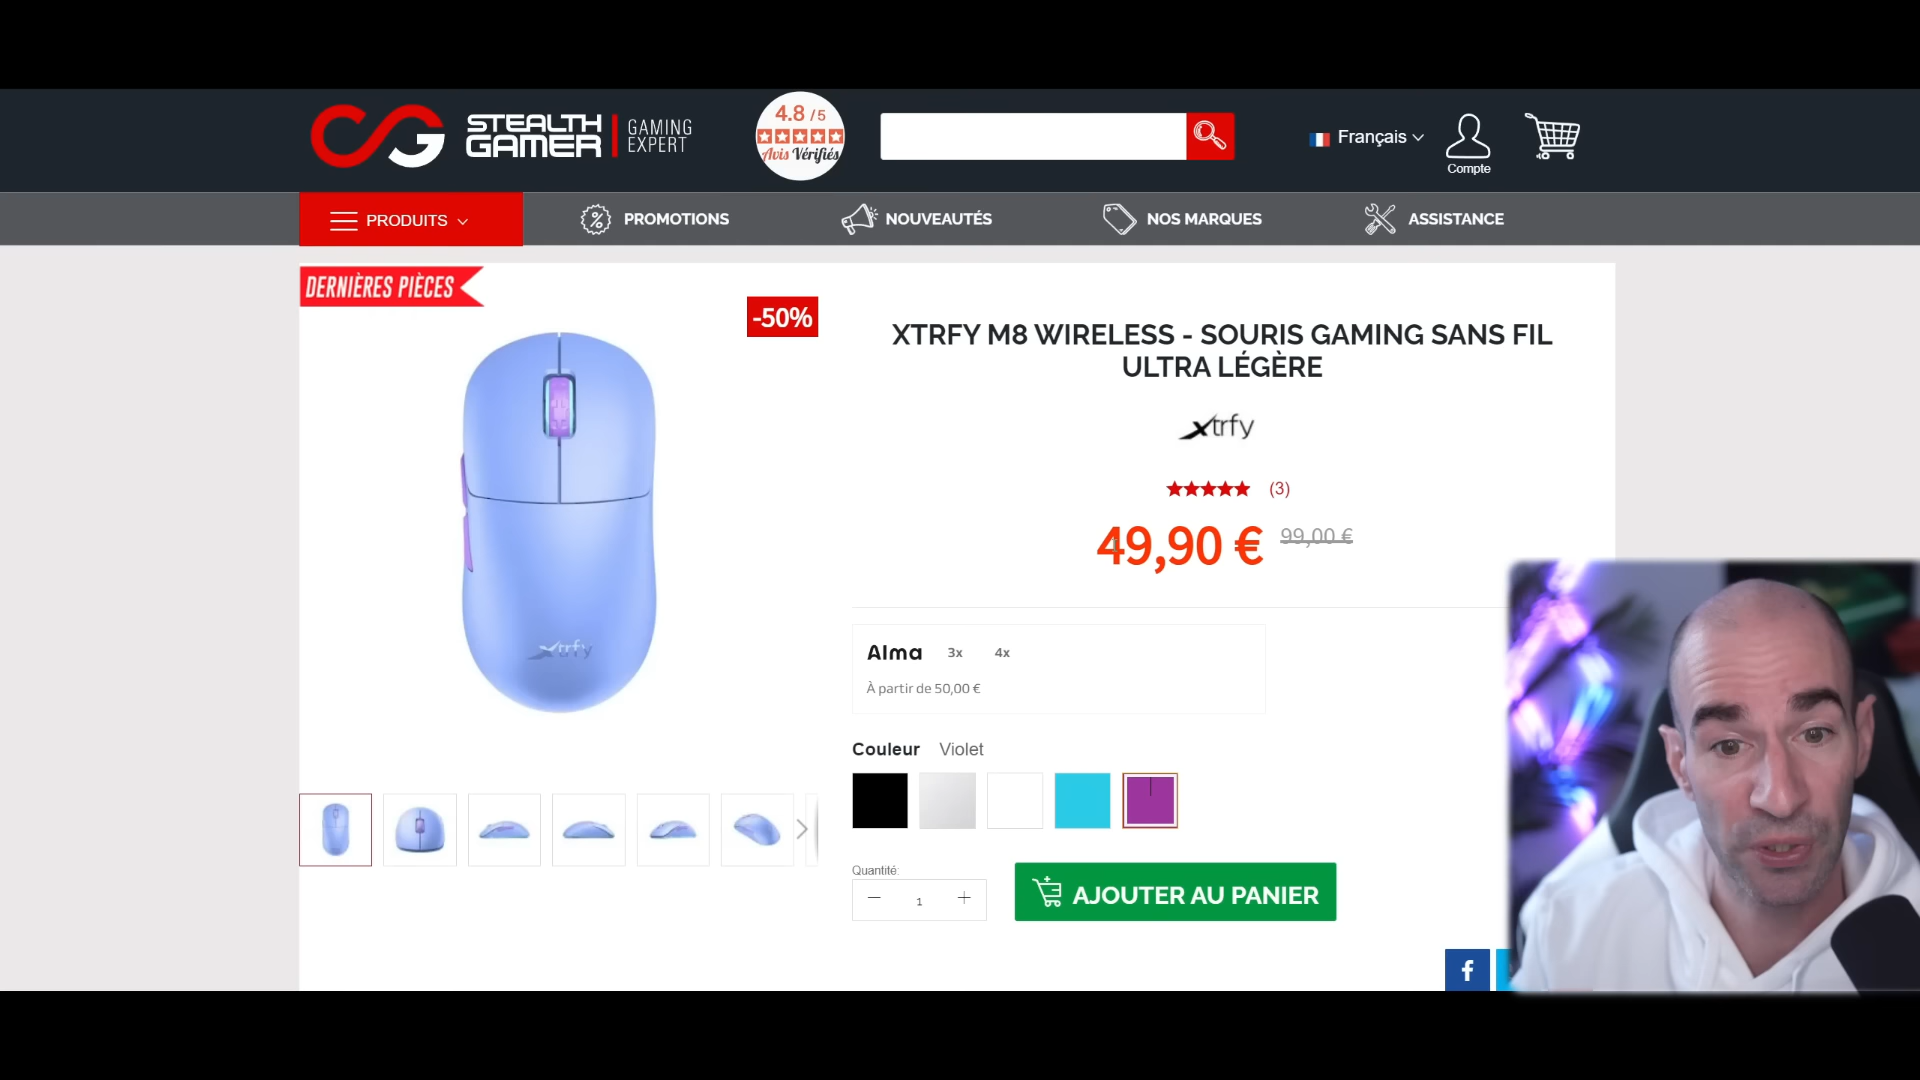 STEALTH
GAMER
GAMING
EXPERT
4.8 /5
Avis Vérifiés
Français
Compte
PRODUITS
PROMOTIONS
NOUVEAUTÉS
NOS MARQUES
ASSISTANCE
DERNIÈRES PIÈCES
-50%
XTRFY M8 WIRELESS - SOURIS GAMING SANS FIL
ULTRA LÉGÈRE
xtrfy
(3)
49,90 € 99,00 €
xtrfy
Alma 3x 4x
À partir de 50,00 €
Couleur Violet
Quantité:
1
AJOUTER AU PANIER